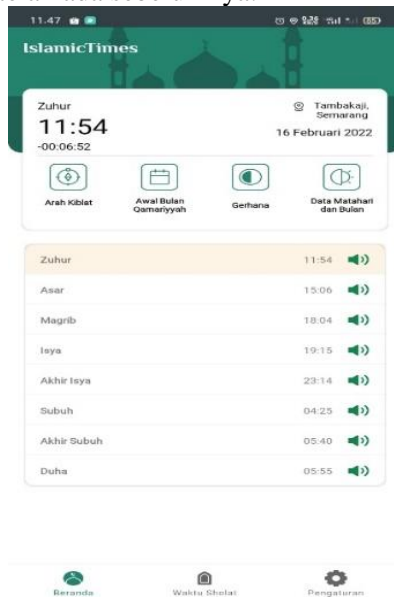 11.47
IslamicTimes
Zuhur
11:54
-00:06:52
Tambakaji,
Semarang
16 Februari 2022
Arah Kiblat
Awal Bulan
Qamariyyah
Gerhana
Data Matahari
dan Bulan
Zuhur 11:54
Asar 15:06
Magrib 18:04
Isya 19:15
Akhir Isya 23:14
Subuh 04:25
Akhir Subuh 05:40
Duha 05:55
Beranda Waktu Sholat Pengaturan